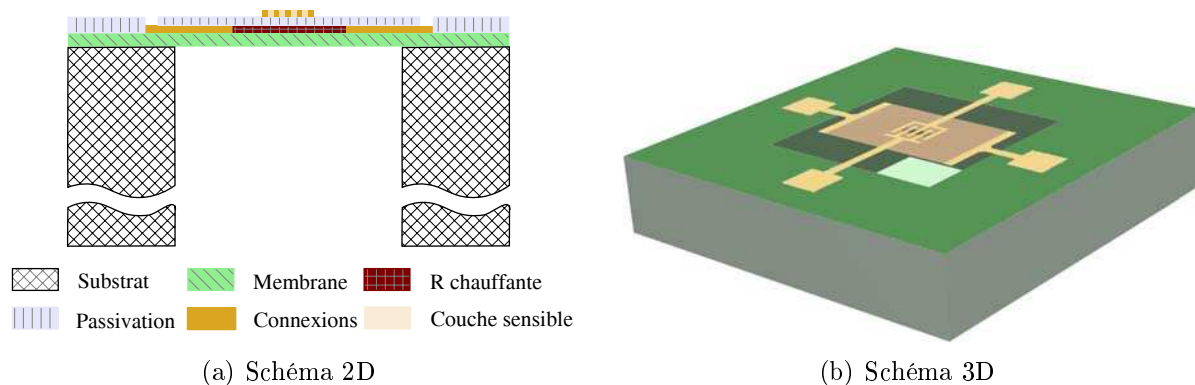 Substrat
Membrane
R chauffante
Passivation
Connexions
Couche sensible
(a) Schéma 2D
(b) Schéma 3D